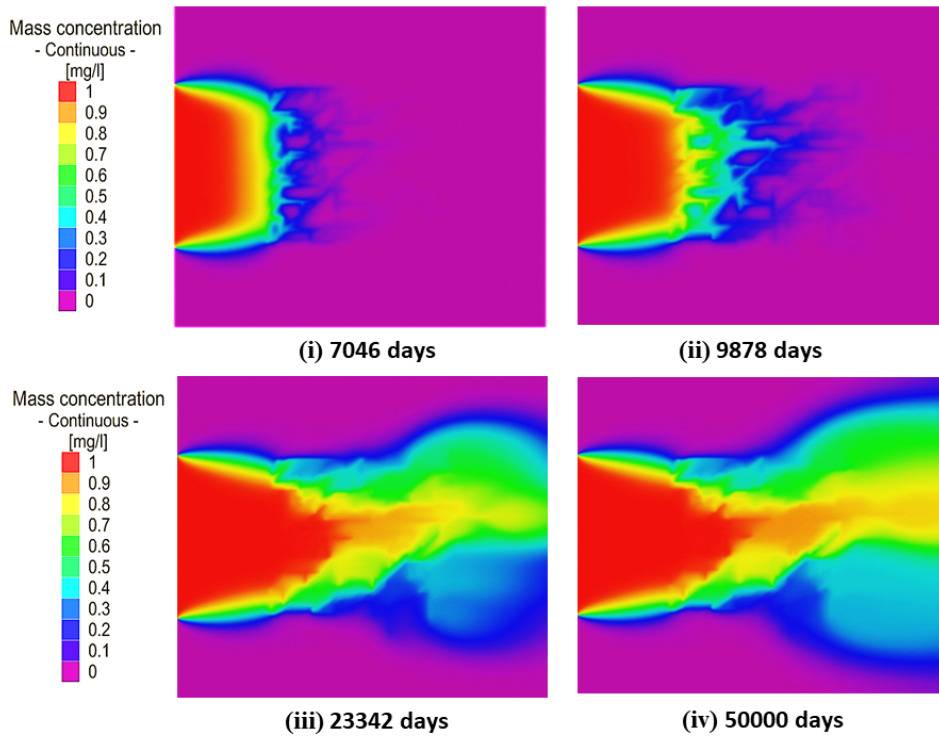 Mass concentration
- Continuous -
[mg/l]
1
0.9
0.8
0.7
0.6
0.5
0.4
0.3
0.2
0.1
0
(i) 7046 days
(ii) 9878 days
Mass concentration
- Continuous -
[mg/l]
1
0.9
0.8
0.7
0.6
0.5
0.4
0.3
0.2
0.1
0
(iii) 23342 days
(iv) 50000 days